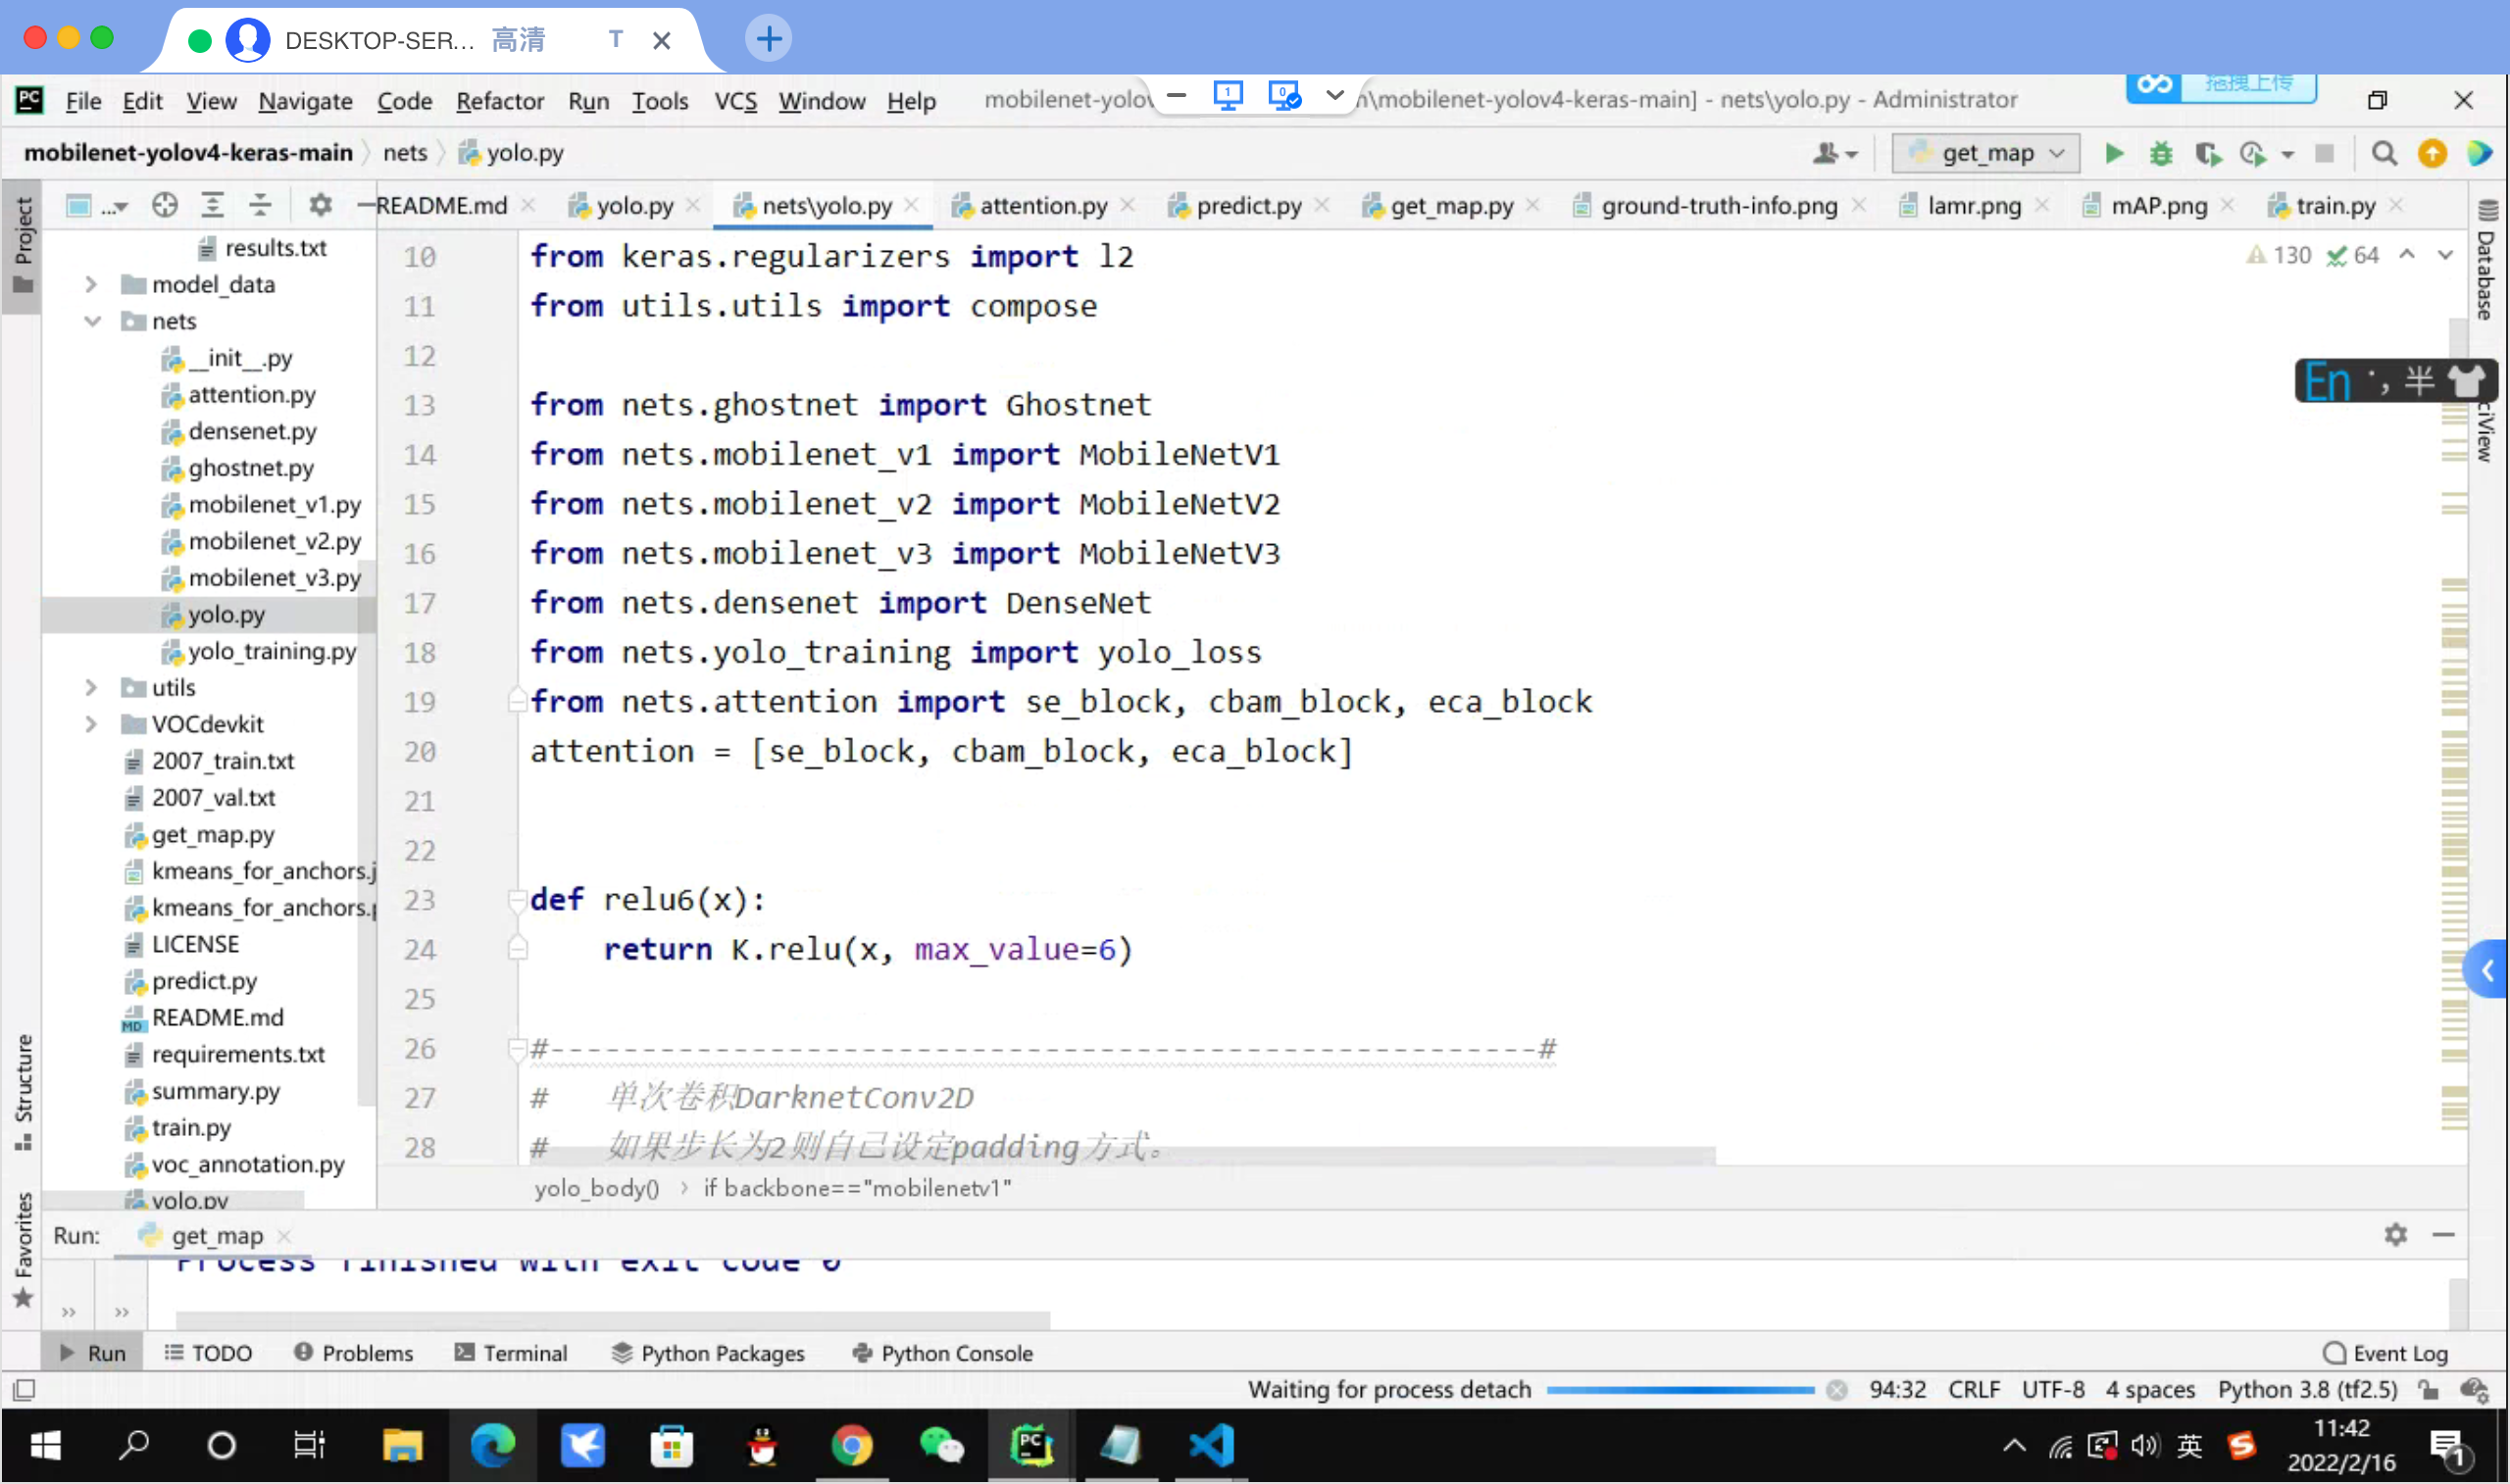 DESKTOP-SER... 高清 T
File Edit View Navigate Code Refactor Run Tools VCS Window Help
mobilenet-yolov n\mobilenet-yolov4-keras-main] - nets\yolo.py - Administrator
拖拽上传
mobilenet-yolov4-keras-main nets yolo.py
get_map
README.md yolo.py nets\yolo.py attention.py predict.py get_map.py ground-truth-info.png lamr.png mAP.png train.py
Project
Structure
Favorites
Database
ciView
130 64
En 半
results.txt
model_data
nets
__init__.py
attention.py
densenet.py
ghostnet.py
mobilenet_v1.py
mobilenet_v2.py
mobilenet_v3.py
yolo.py
yolo_training.py
utils
VOCdevkit
2007_train.txt
2007_val.txt
get_map.py
kmeans_for_anchors.j
kmeans_for_anchors.p
LICENSE
predict.py
README.md
requirements.txt
summary.py
train.py
voc_annotation.py
yolo.py
10 from keras.regularizers import l2
11 from utils.utils import compose
12
13 from nets.ghostnet import Ghostnet
14 from nets.mobilenet_v1 import MobileNetV1
15 from nets.mobilenet_v2 import MobileNetV2
16 from nets.mobilenet_v3 import MobileNetV3
17 from nets.densenet import DenseNet
18 from nets.yolo_training import yolo_loss
19 from nets.attention import se_block, cbam_block, eca_block
20 attention = [se_block, cbam_block, eca_block]
21
22
23 def relu6(x):
24     return K.relu(x, max_value=6)
25
26 #------------------------------------------------------#
27 #   单次卷积DarknetConv2D
28 #   如果步长为2则自己设定padding方式。
yolo_body() › if backbone=="mobilenetv1"
Run: get_map
Process finished with exit code 0
Run TODO Problems Terminal Python Packages Python Console Event Log
Waiting for process detach 94:32 CRLF UTF-8 4 spaces Python 3.8 (tf2.5)
英 11:42
2022/2/16
1